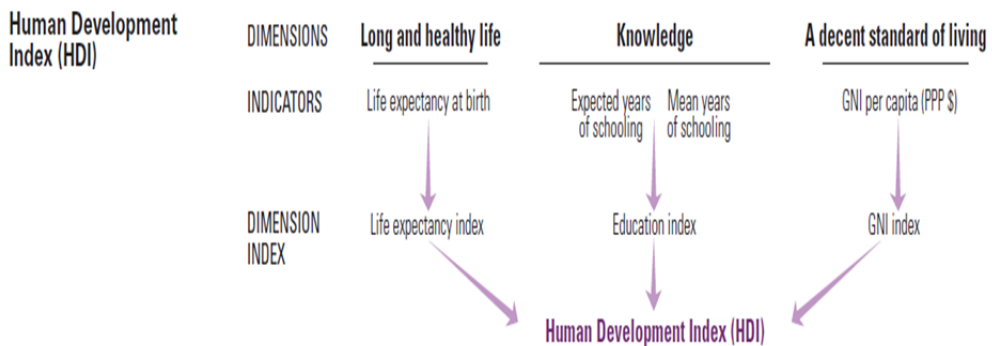 Human Development
Index (HDI)
DIMENSIONS
Long and healthy life
Knowledge
A decent standard of living
INDICATORS
Life expectancy at birth
Expected years
of schooling
Mean years
of schooling
GNI per capita (PPP $)
DIMENSION
INDEX
Life expectancy index
Education index
GNI index
Human Development Index (HDI)